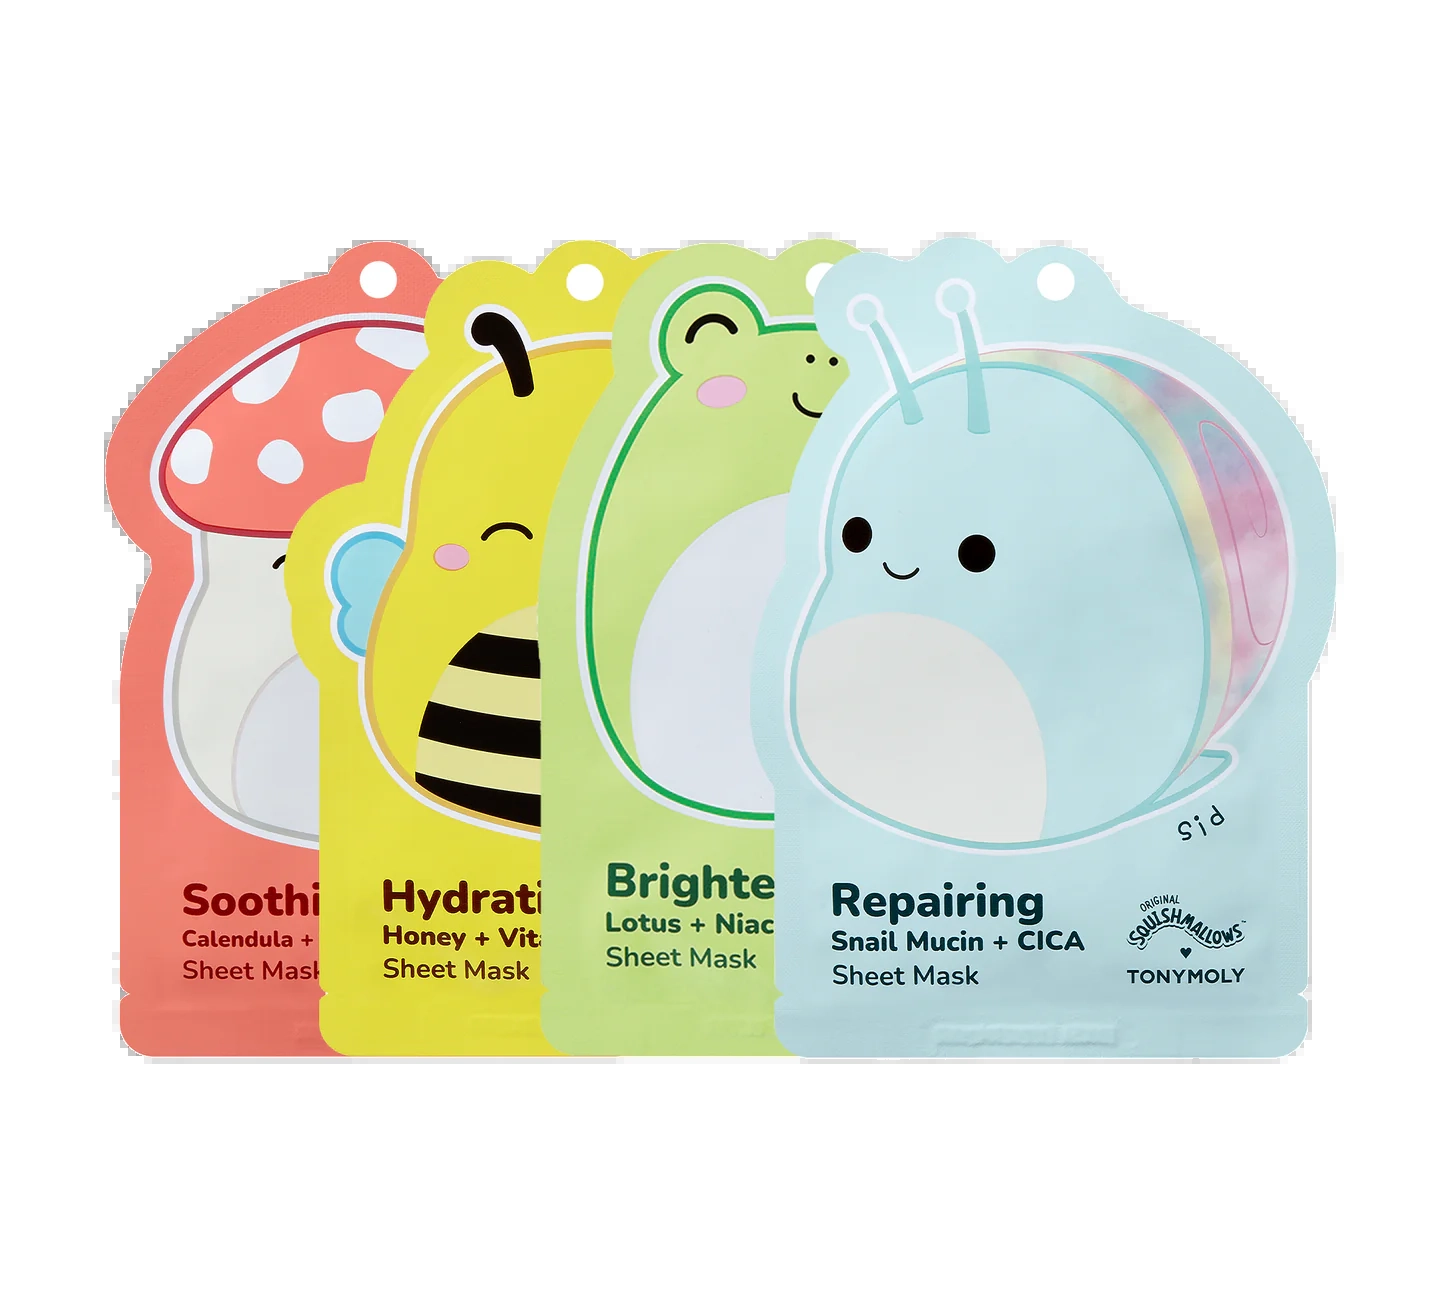 Soothi
Calendula +
Sheet Mask
Hydrati
Honey + Vita
Sheet Mask
Brighte
Lotus + Niac
Sheet Mask
Repairing
Snail Mucin + CICA
Sheet Mask
sid
ORIGINAL
SQUISHMALLOWS™
♥
TONYMOLY